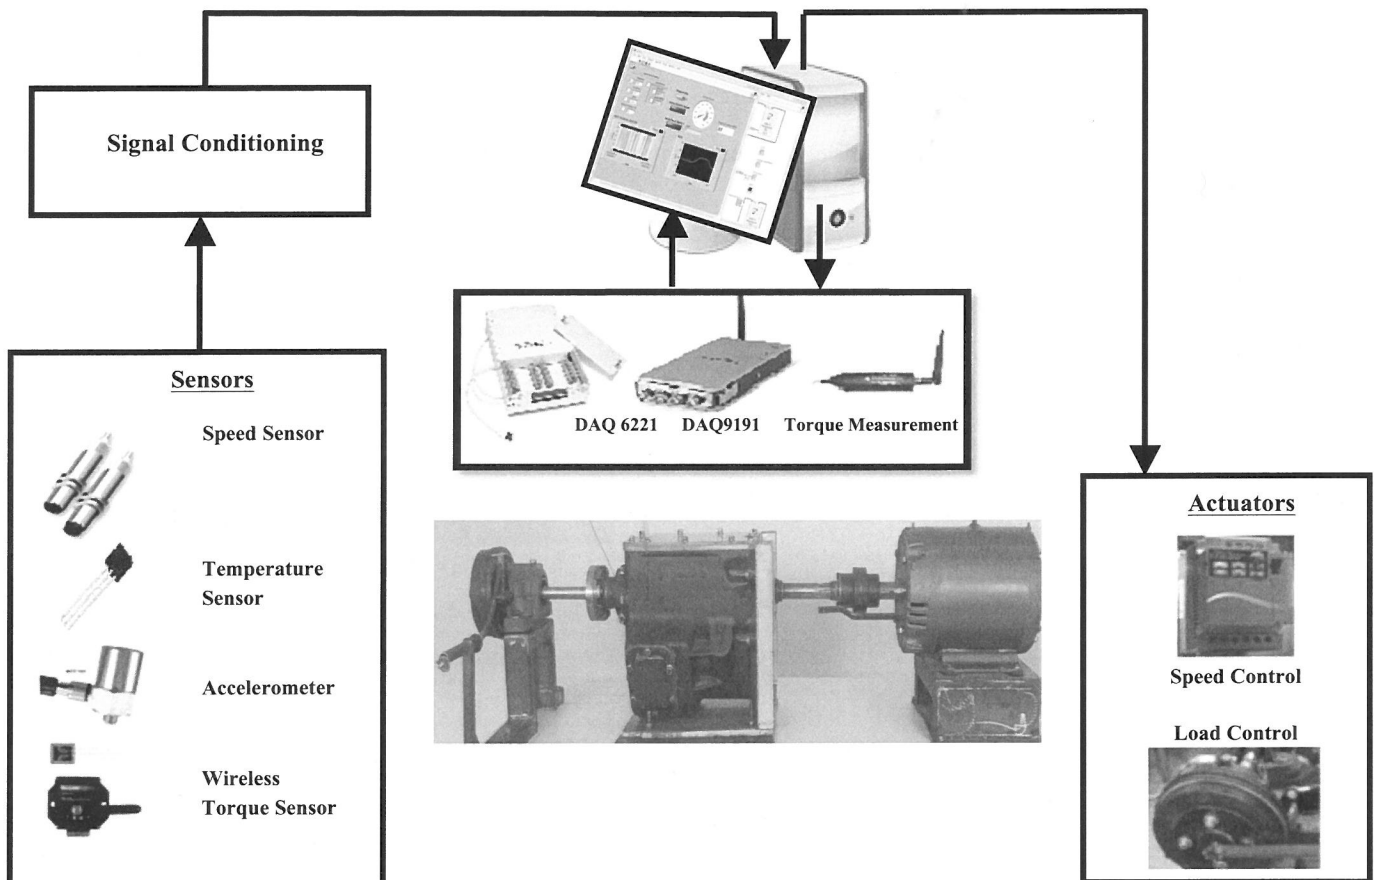 Signal Conditioning
Sensors
Speed Sensor
Temperature
Sensor
Accelerometer
Wireless
Torque Sensor
DAQ 6221 DAQ9191 Torque Measurement
Actuators
Speed Control
Load Control